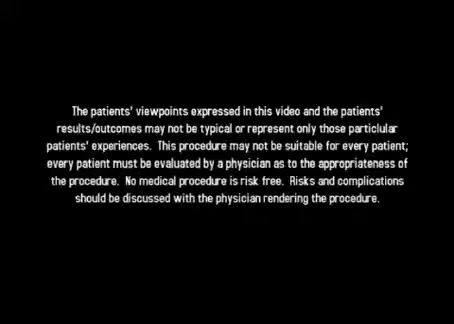 The patients' viewpoints expressed in this video and the patients'
results/outcomes may not be typical or represent only those particlular
patients' experiences. This procedure may not be suitable for every patient;
every patient must be evaluated by a physician as to the appropriateness of
the procedure. No medical procedure is risk free. Risks and complications
should be discussed with the physician rendering the procedure.